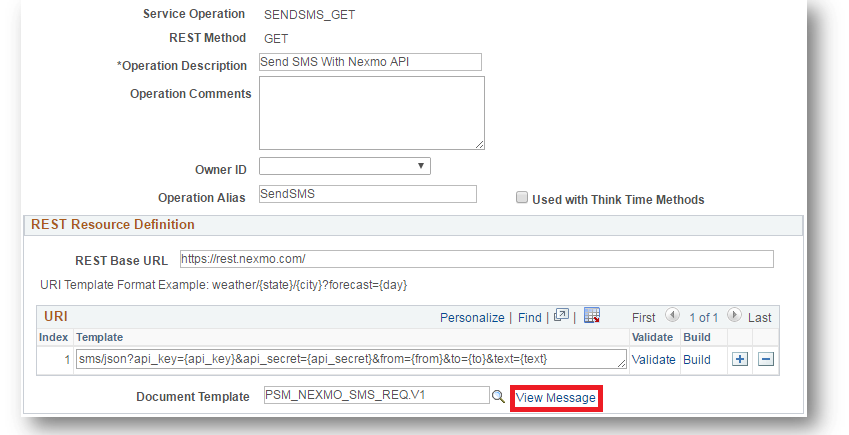 Service Operation SENDSMS_GET
REST Method GET
*Operation Description Send SMS With Nexmo API
Operation Comments
Owner ID
Operation Alias SendSMS Used with Think Time Methods
REST Resource Definition
REST Base URL https://rest.nexmo.com/
URI Template Format Example: weather/{state}/{city}?forecast={day}
URI Personalize | Find | | First 1 of 1 Last
Index Template Validate Build
1 sms/json?api_key={api_key}&api_secret={api_secret}&from={from}&to={to}&text={text} Validate Build
Document Template PSM_NEXMO_SMS_REQ.V1 View Message